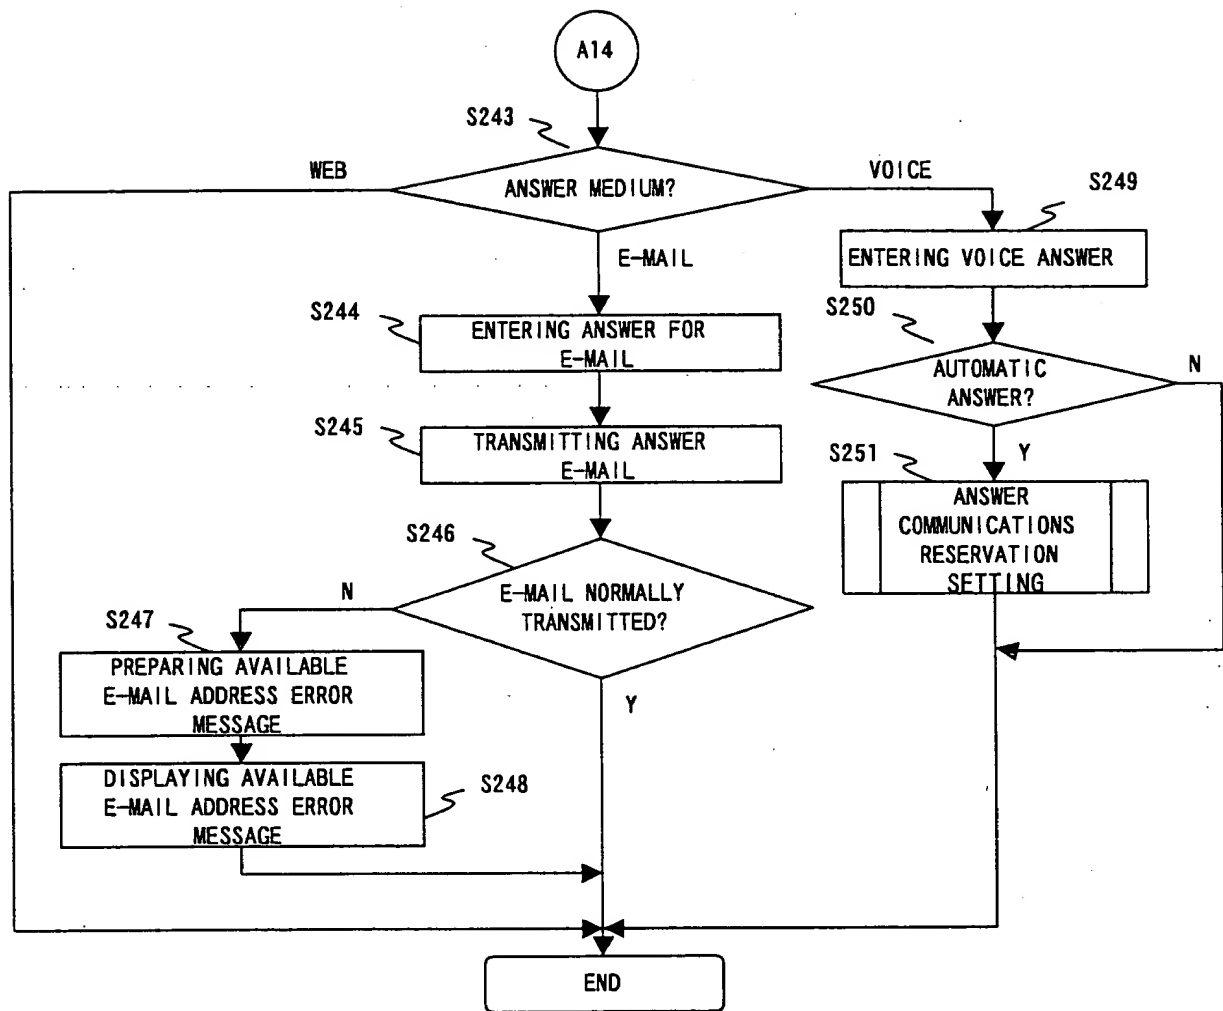 A14
S243
WEB
ANSWER MEDIUM?
VOICE
S249
E-MAIL
ENTERING VOICE ANSWER
S244
ENTERING ANSWER FOR
E-MAIL
S250
AUTOMATIC
ANSWER?
N
S245
TRANSMITTING ANSWER
E-MAIL
Y
S251
ANSWER
COMMUNICATIONS
RESERVATION
SETTING
S246
E-MAIL NORMALLY
TRANSMITTED?
N
S247
PREPARING AVAILABLE
E-MAIL ADDRESS ERROR
MESSAGE
Y
DISPLAYING AVAILABLE
E-MAIL ADDRESS ERROR
MESSAGE
S248
END